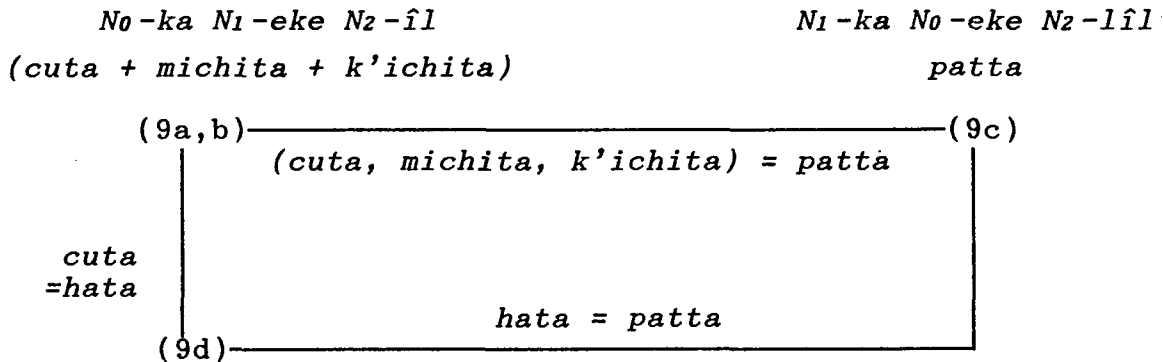 N0-ka N1-eke N2-îl N1-ka N0-eke N2-lîl
(cuta + michita + k'ichita) patta
(9a,b) (9c)
(cuta, michita, k'ichita) = patta
cuta
=hata
hata = patta
(9d)